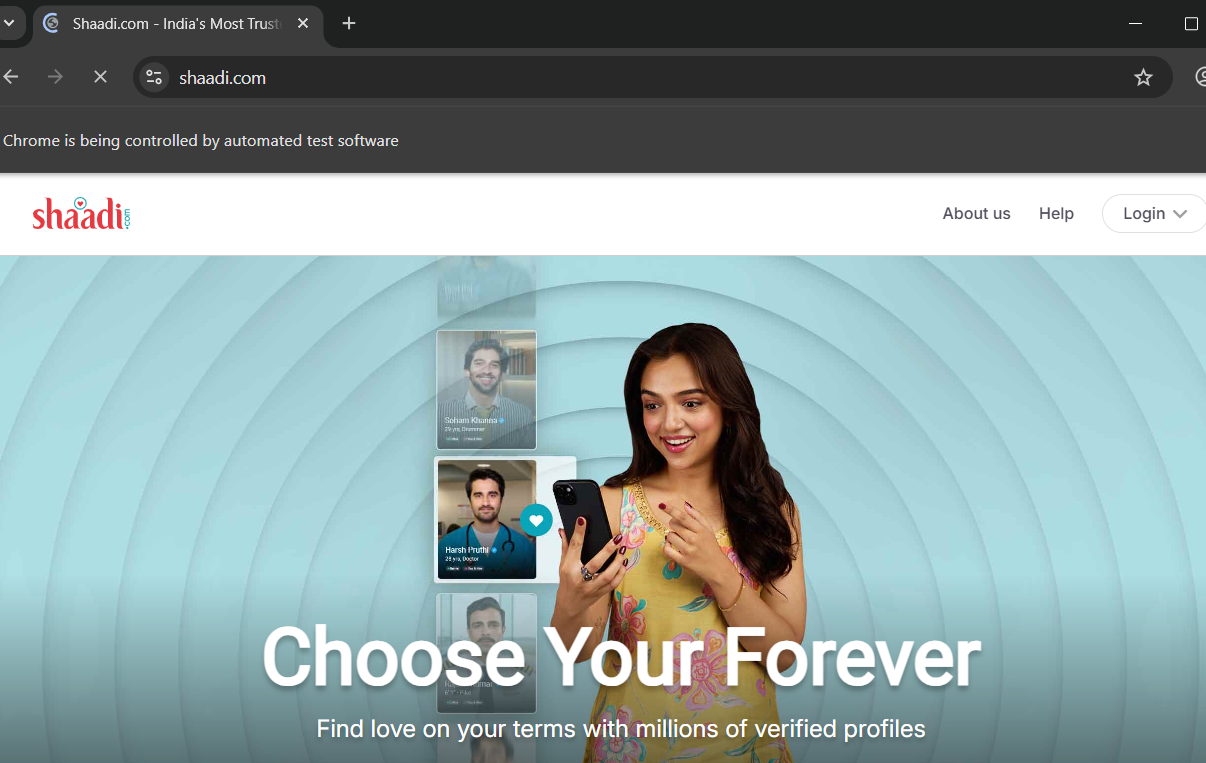 Shaadi.com - India's Most Trust
shaadi.com
Chrome is being controlled by automated test software
shaadi.com
About us
Help
Login
Soham Khanna
29 yrs, Drummer
Harsh Pruthi
28 yrs, Doctor
Choose Your Forever
Find love on your terms with millions of verified profiles